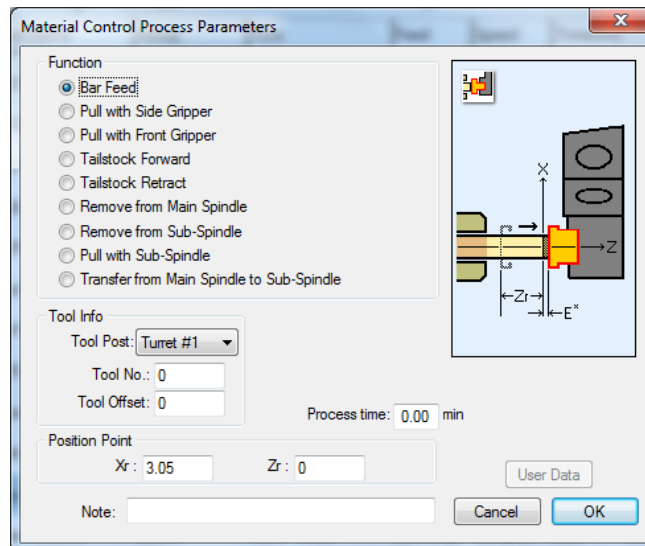 Material Control Process Parameters
Function
Bar Feed
Pull with Side Gripper
Pull with Front Gripper
Tailstock Forward
Tailstock Retract
Remove from Main Spindle
Remove from Sub-Spindle
Pull with Sub-Spindle
Transfer from Main Spindle to Sub-Spindle
X
Z
Zr
E*
Tool Info
Tool Post: Turret #1
Tool No.: 0
Tool Offset: 0
Process time: 0.00 min
Position Point
Xr : 3.05 Zr : 0
User Data
Note:
Cancel OK